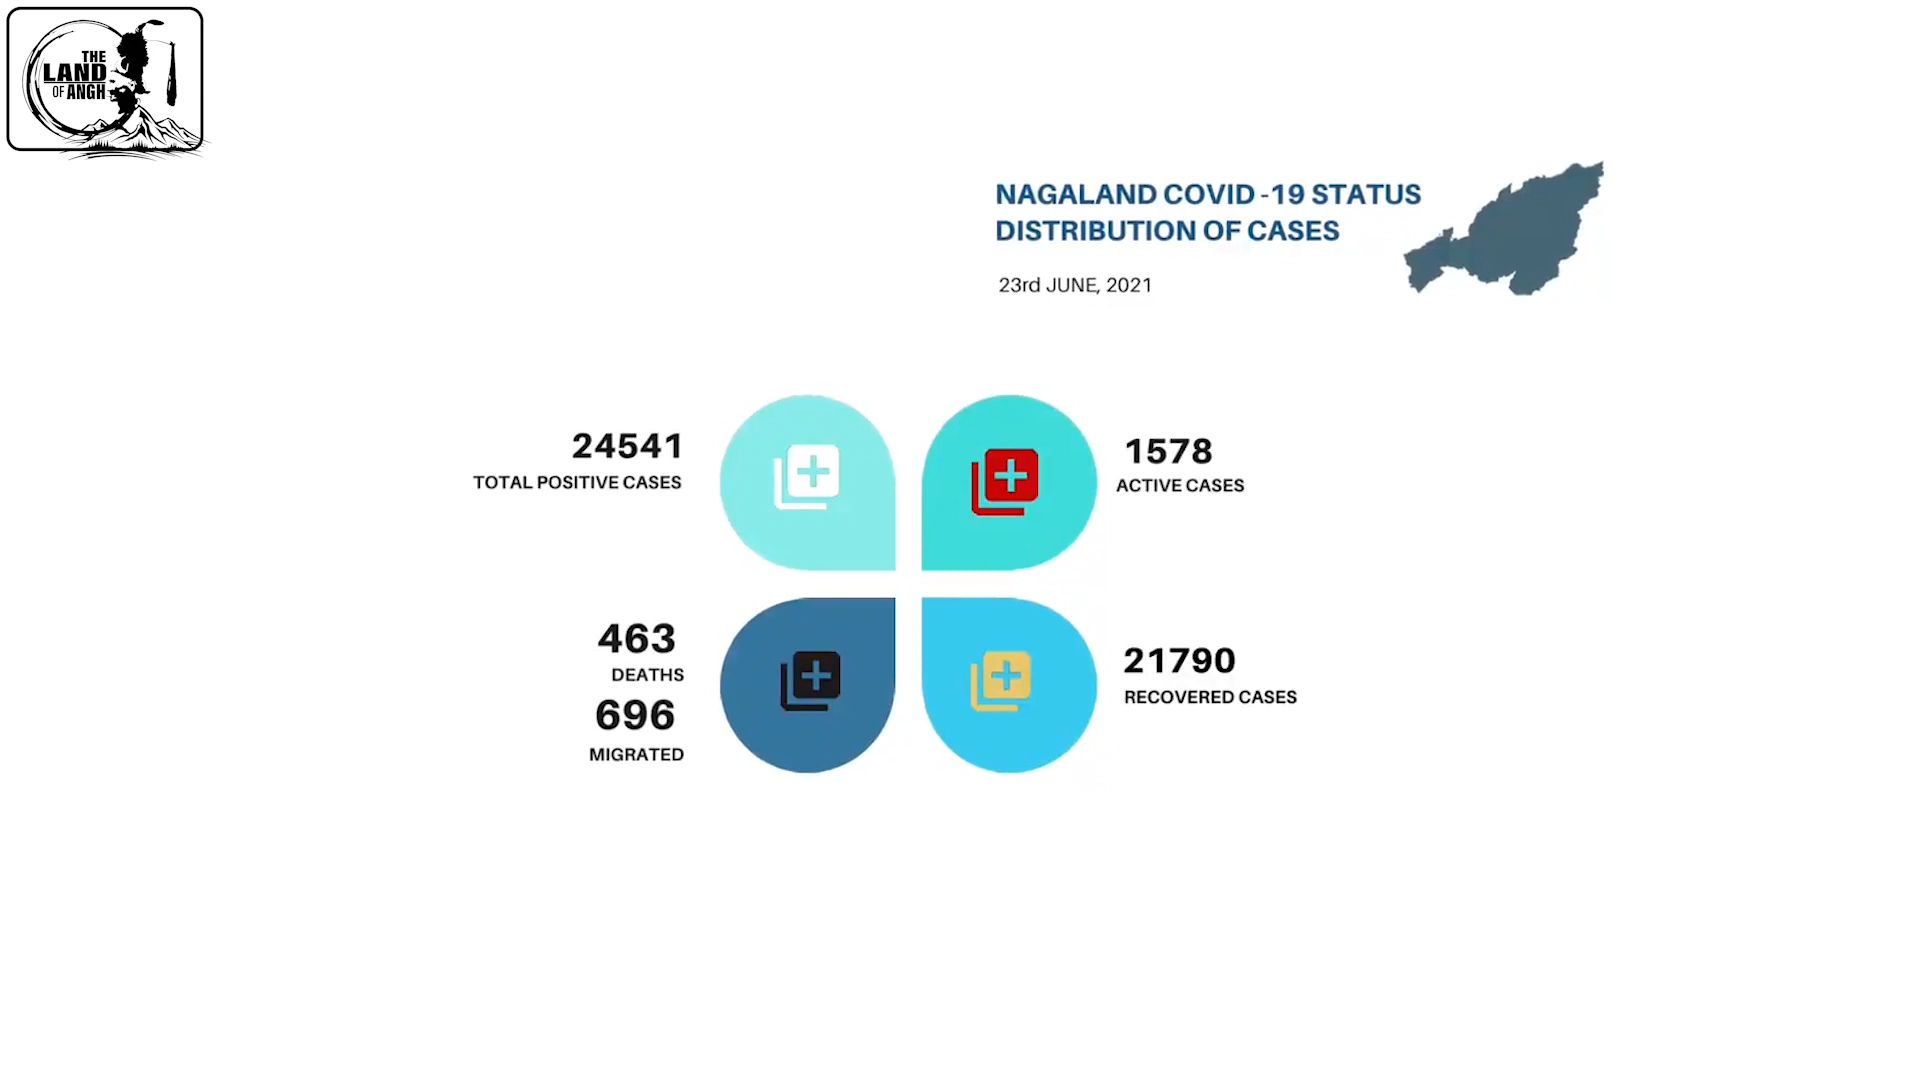 THE
LAND
OF ANGH
NAGALAND COVID -19 STATUS
DISTRIBUTION OF CASES
23rd JUNE, 2021
24541
TOTAL POSITIVE CASES
1578
ACTIVE CASES
463
DEATHS
696
MIGRATED
21790
RECOVERED CASES